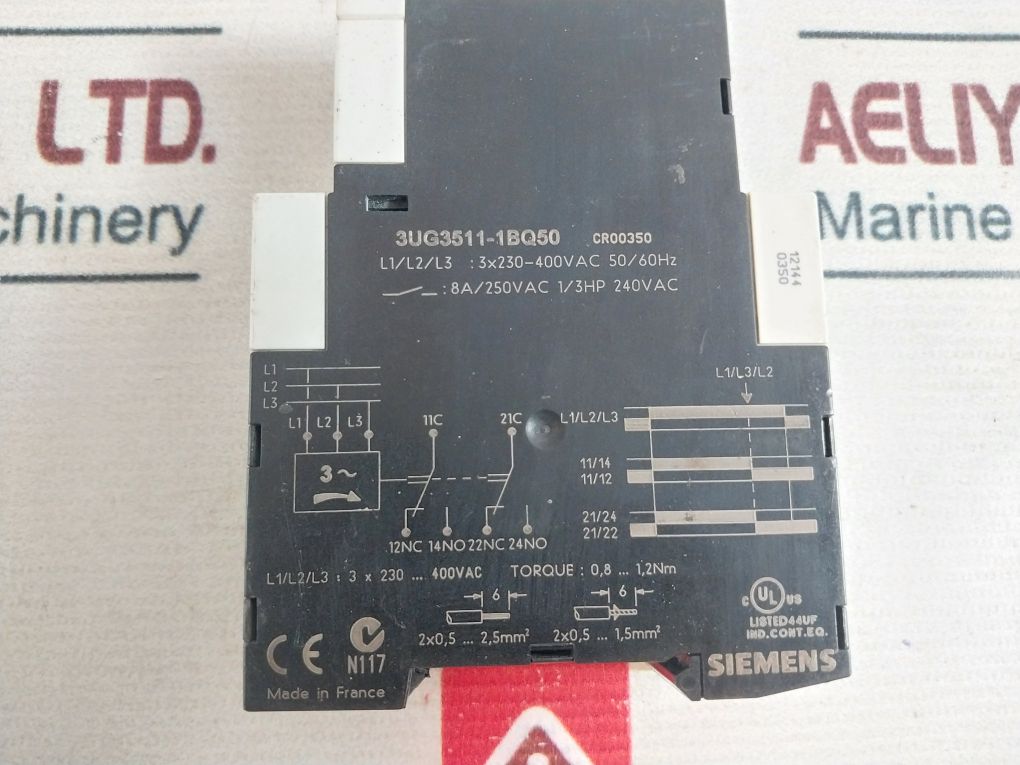 LTD.
chinery
AELIY
Marine
3UG3511-1BQ50 CR00350
L1/L2/L3 : 3x230-400VAC 50/60Hz
: 8A/250VAC 1/3HP 240VAC
12144
0350
L1
L2
L3
L1 L2 L3
11C 21C
3 ~
12NC 14NO 22NC 24NO
L1/L3/L2
L1/L2/L3
11/14
11/12
21/24
21/22
L1/L2/L3 : 3 x 230 ... 400VAC TORQUE : 0,8 ... 1,2Nm
6 6
2x0,5 ... 2,5mm² 2x0,5 ... 1,5mm²
C UL US
LISTED 44UF
IND.CONT.EQ.
CE N117
Made in France
SIEMENS